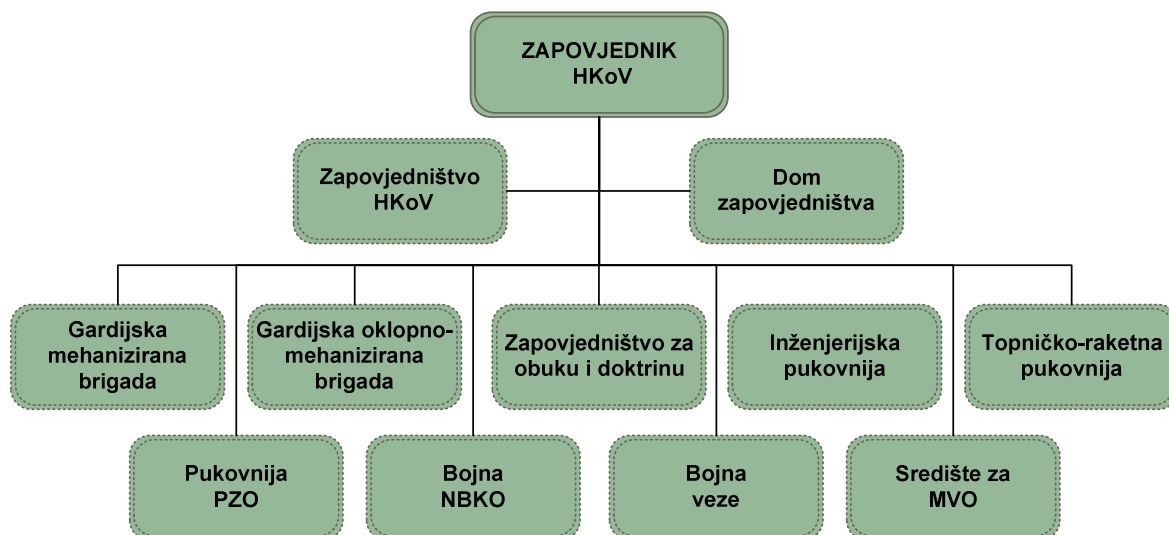 ZAPOVJEDNIK
HKoV
Zapovjedništvo
HKoV
Dom
zapovjedništva
Gardijska
mehanizirana
brigada
Gardijska oklopno-
mehanizirana
brigada
Zapovjedništvo za
obuku i doktrinu
Inženjerijska
pukovnija
Topničko-raketna
pukovnija
Pukovnija
PZO
Bojna
NBKO
Bojna
veze
Središte za
MVO